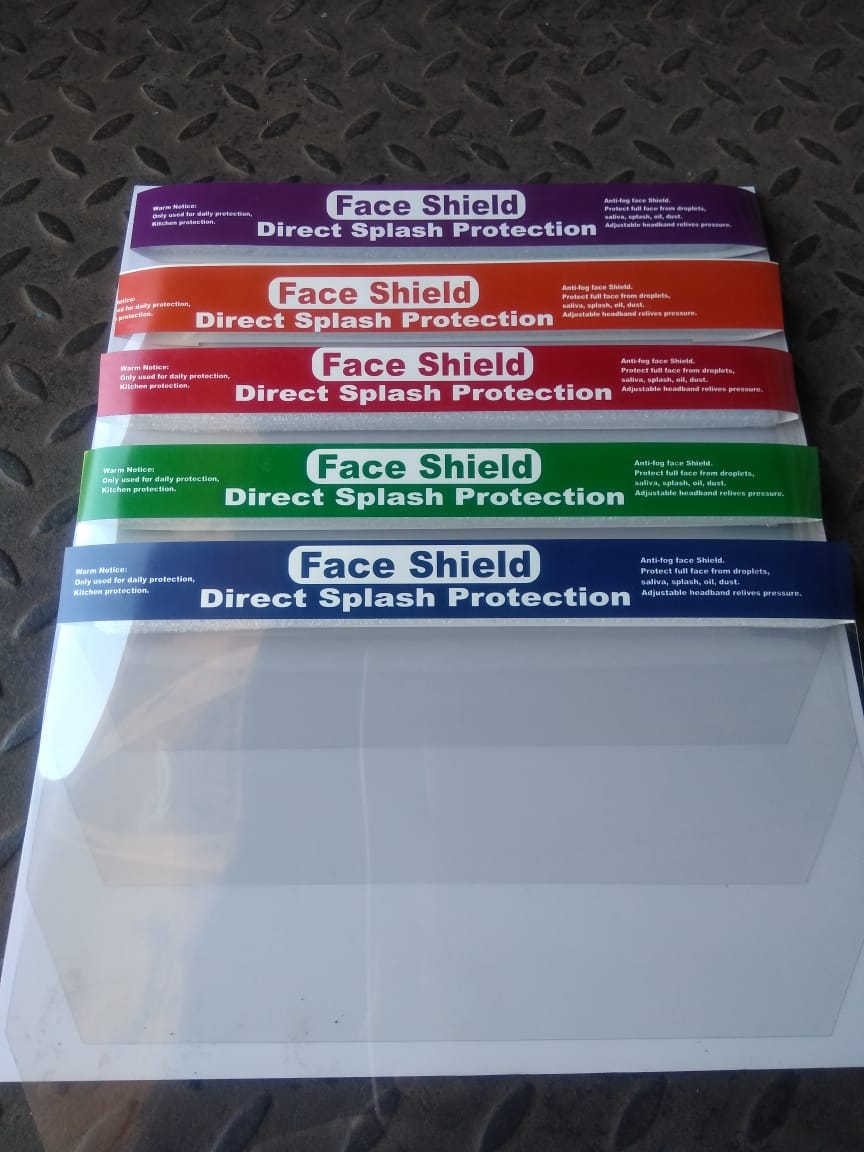 Warm Notice:
Only used for daily protection,
Kitchen protection.
Face Shield
Direct Splash Protection
Anti-fog face Shield.
Protect full face from droplets,
saliva, splash, oil, dust.
Adjustable headband relives pressure.
for daily protection,
protection.
Face Shield
Direct Splash Protection
Anti-fog face Shield.
Protect full face from droplets,
saliva, splash, oil, dust.
Adjustable headband relives pressure.
Warm Notice:
Only used for daily protection,
Kitchen protection.
Face Shield
Direct Splash Protection
Anti-fog face Shield.
Protect full face from droplets,
saliva, splash, oil, dust.
Adjustable headband relives pressure.
Warm Notice:
Only used for daily protection,
Kitchen protection.
Face Shield
Direct Splash Protection
Anti-fog face Shield.
Protect full face from droplets,
saliva, splash, oil, dust.
Adjustable headband relives pressure.
Warm Notice:
Only used for daily protection,
Kitchen protection.
Face Shield
Direct Splash Protection
Anti-fog face Shield.
Protect full face from droplets,
saliva, splash, oil, dust.
Adjustable headband relives pressure.